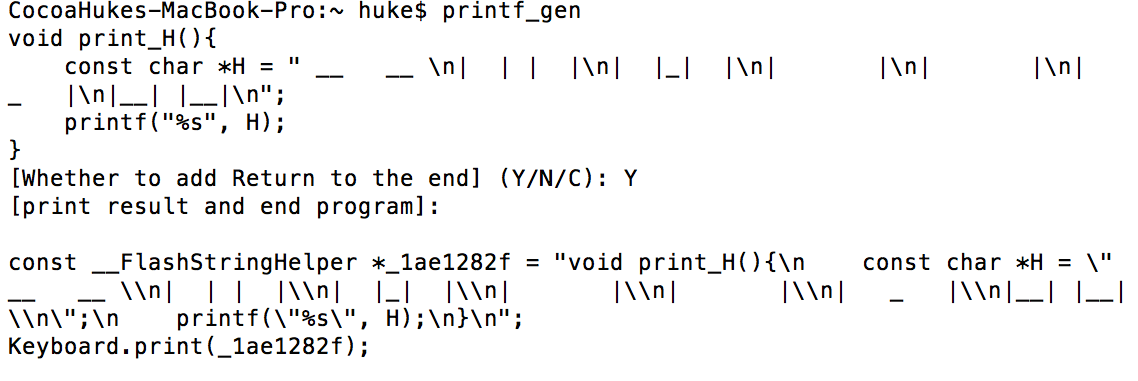 CocoaHukes-MacBook-Pro:~ huke$ printf_gen
void print_H(){
    const char *H = " __   __ \n|  | |  |\n|  |_|  |\n|       |\n|       |\n|
_   |\n|__| |__|\n";
    printf("%s", H);
}
[Whether to add Return to the end] (Y/N/C): Y
[print result and end program]:

const __FlashStringHelper *_1ae1282f = "void print_H(){\n    const char *H = \"
__   __ \\n|  | |  |\\n|  |_|  |\\n|       |\\n|       |\\n|   _   |\\n|__| |__|
\\n\";\n    printf(\"%s\", H);\n}\n";
Keyboard.print(_1ae1282f);